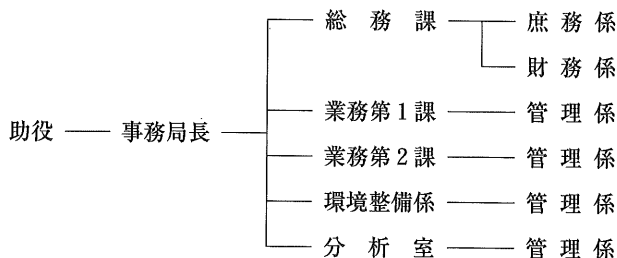 総務課 庶務係
財務係
業務第1課 管理係
助役 事務局長
業務第2課 管理係
環境整備係 管理係
分析室 管理係